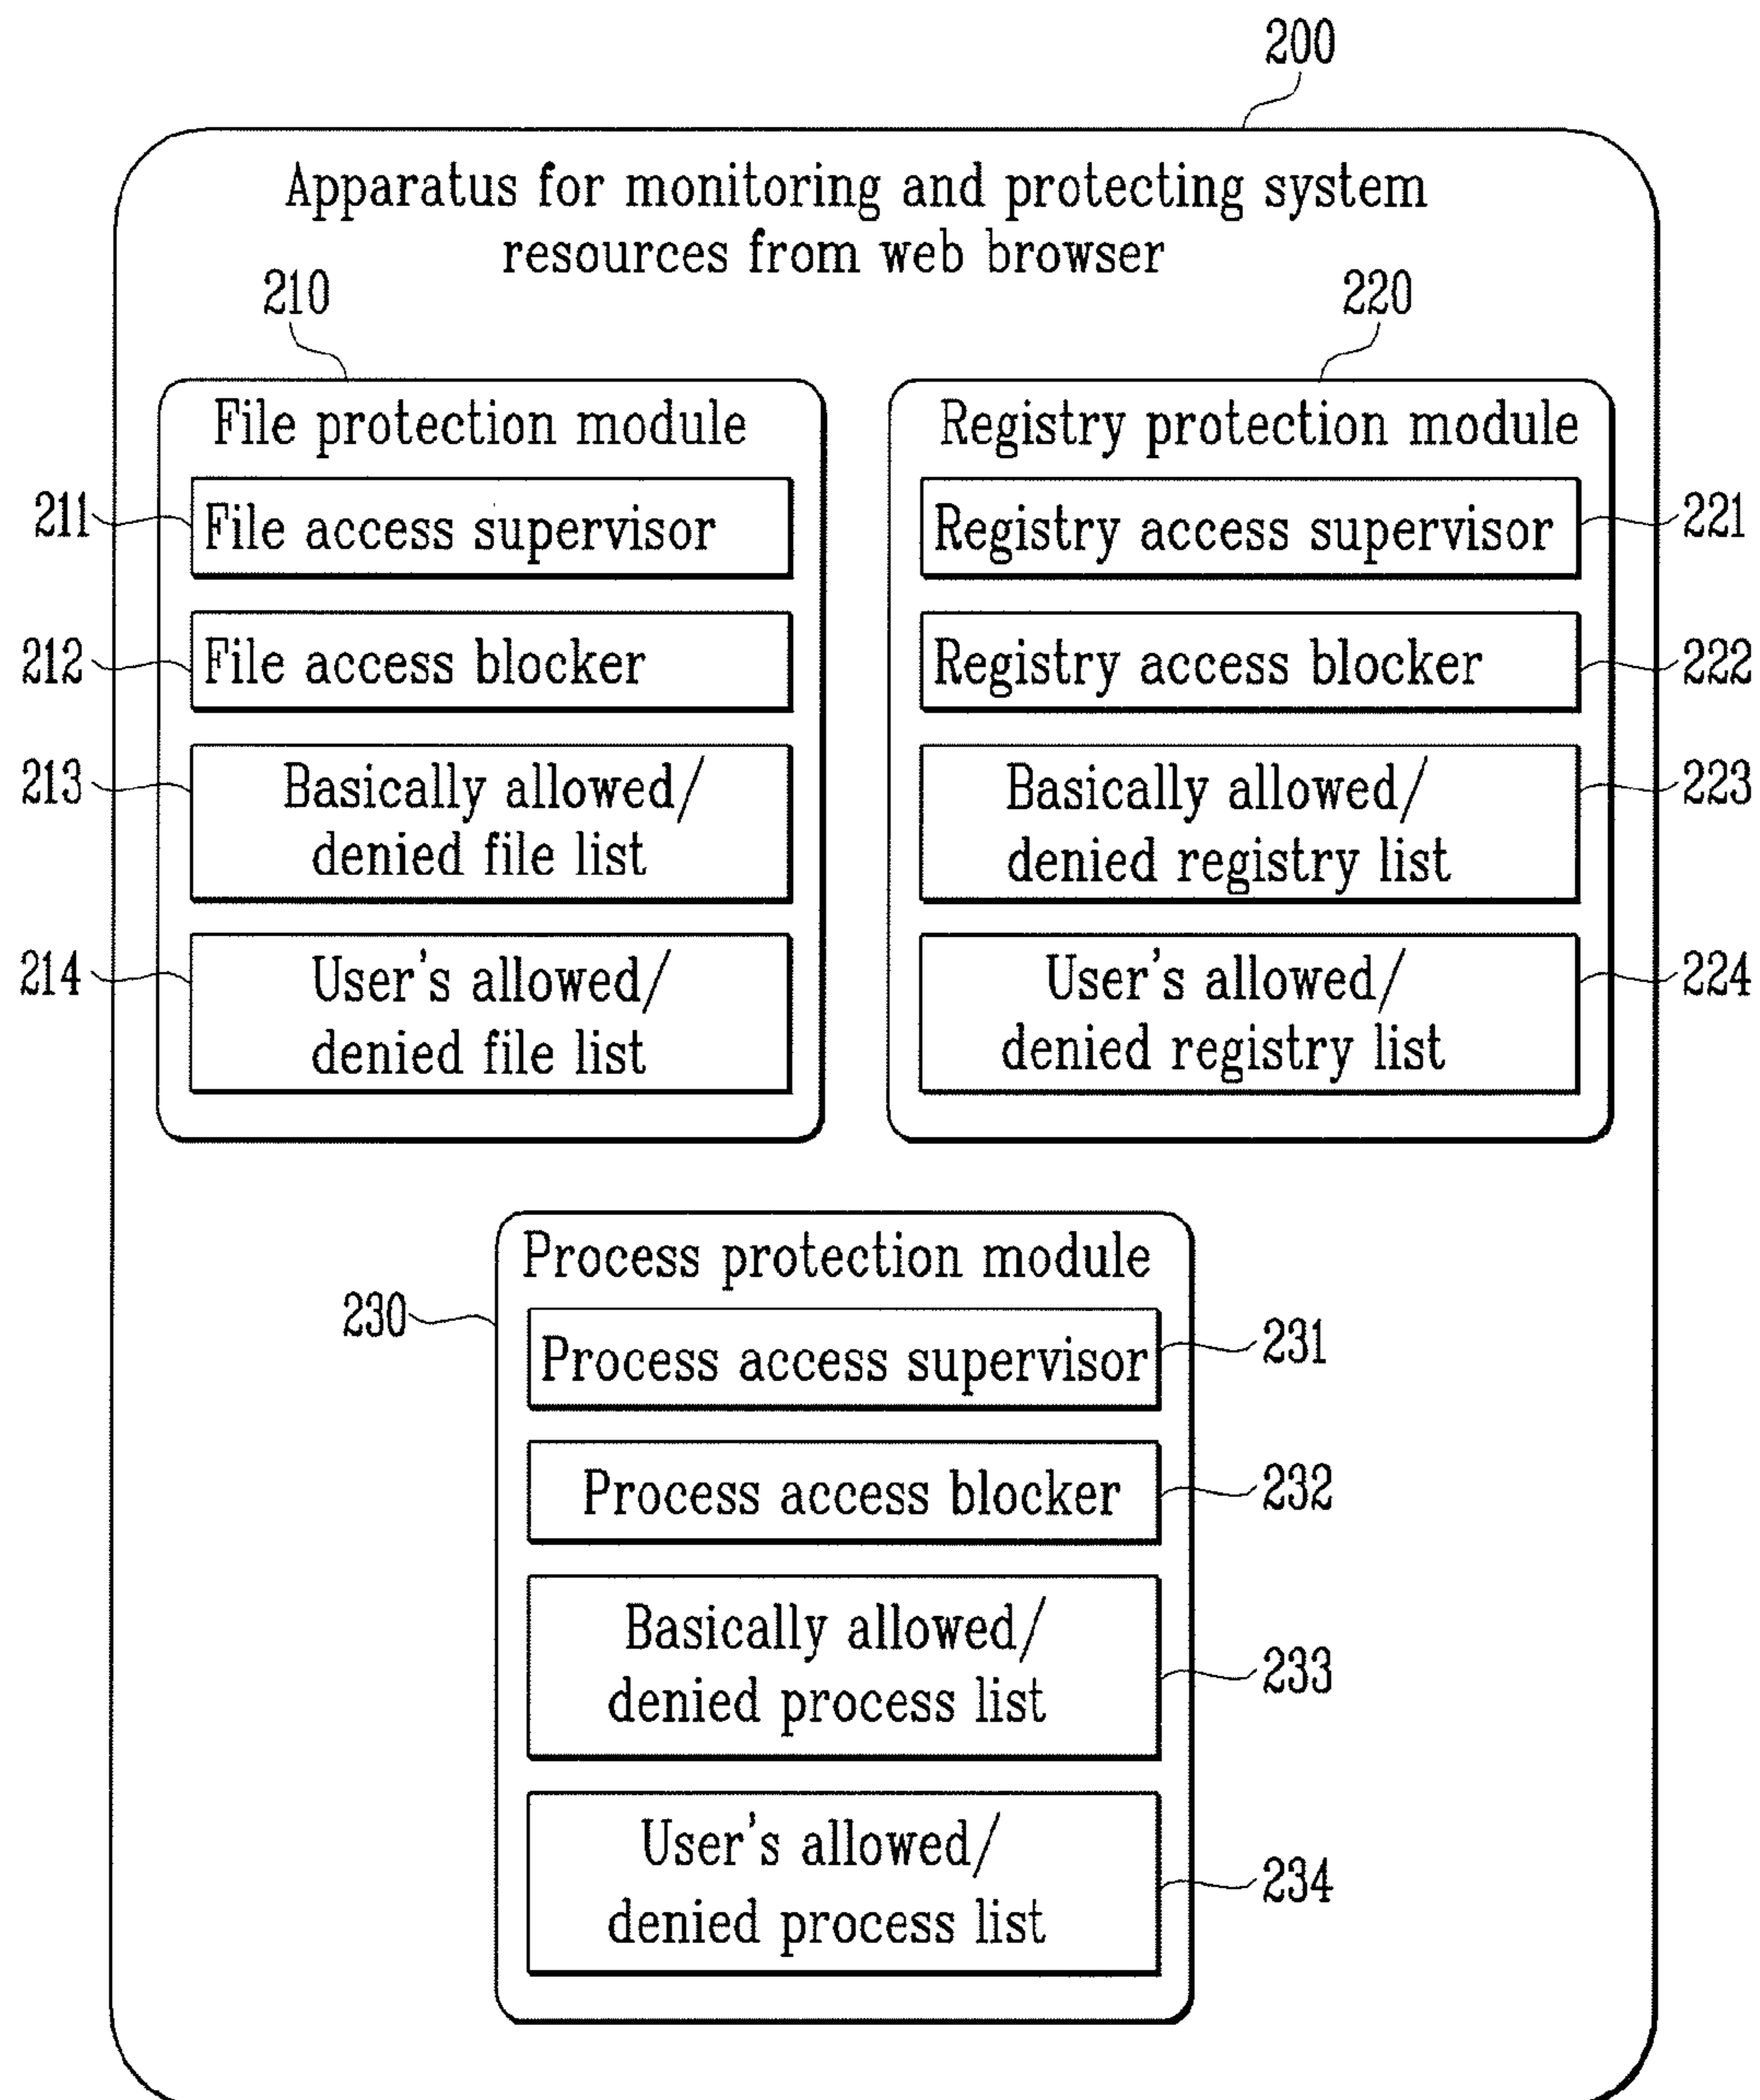 200
Apparatus for monitoring and protecting system
resources from web browser
210
File protection module
211
File access supervisor
212
File access blocker
213
Basically allowed/
denied file list
214
User's allowed/
denied file list
220
Registry protection module
Registry access supervisor
221
Registry access blocker
222
Basically allowed/
denied registry list
223
User's allowed/
denied registry list
224
230
Process protection module
Process access supervisor
231
Process access blocker
232
Basically allowed/
denied process list
233
User's allowed/
denied process list
234